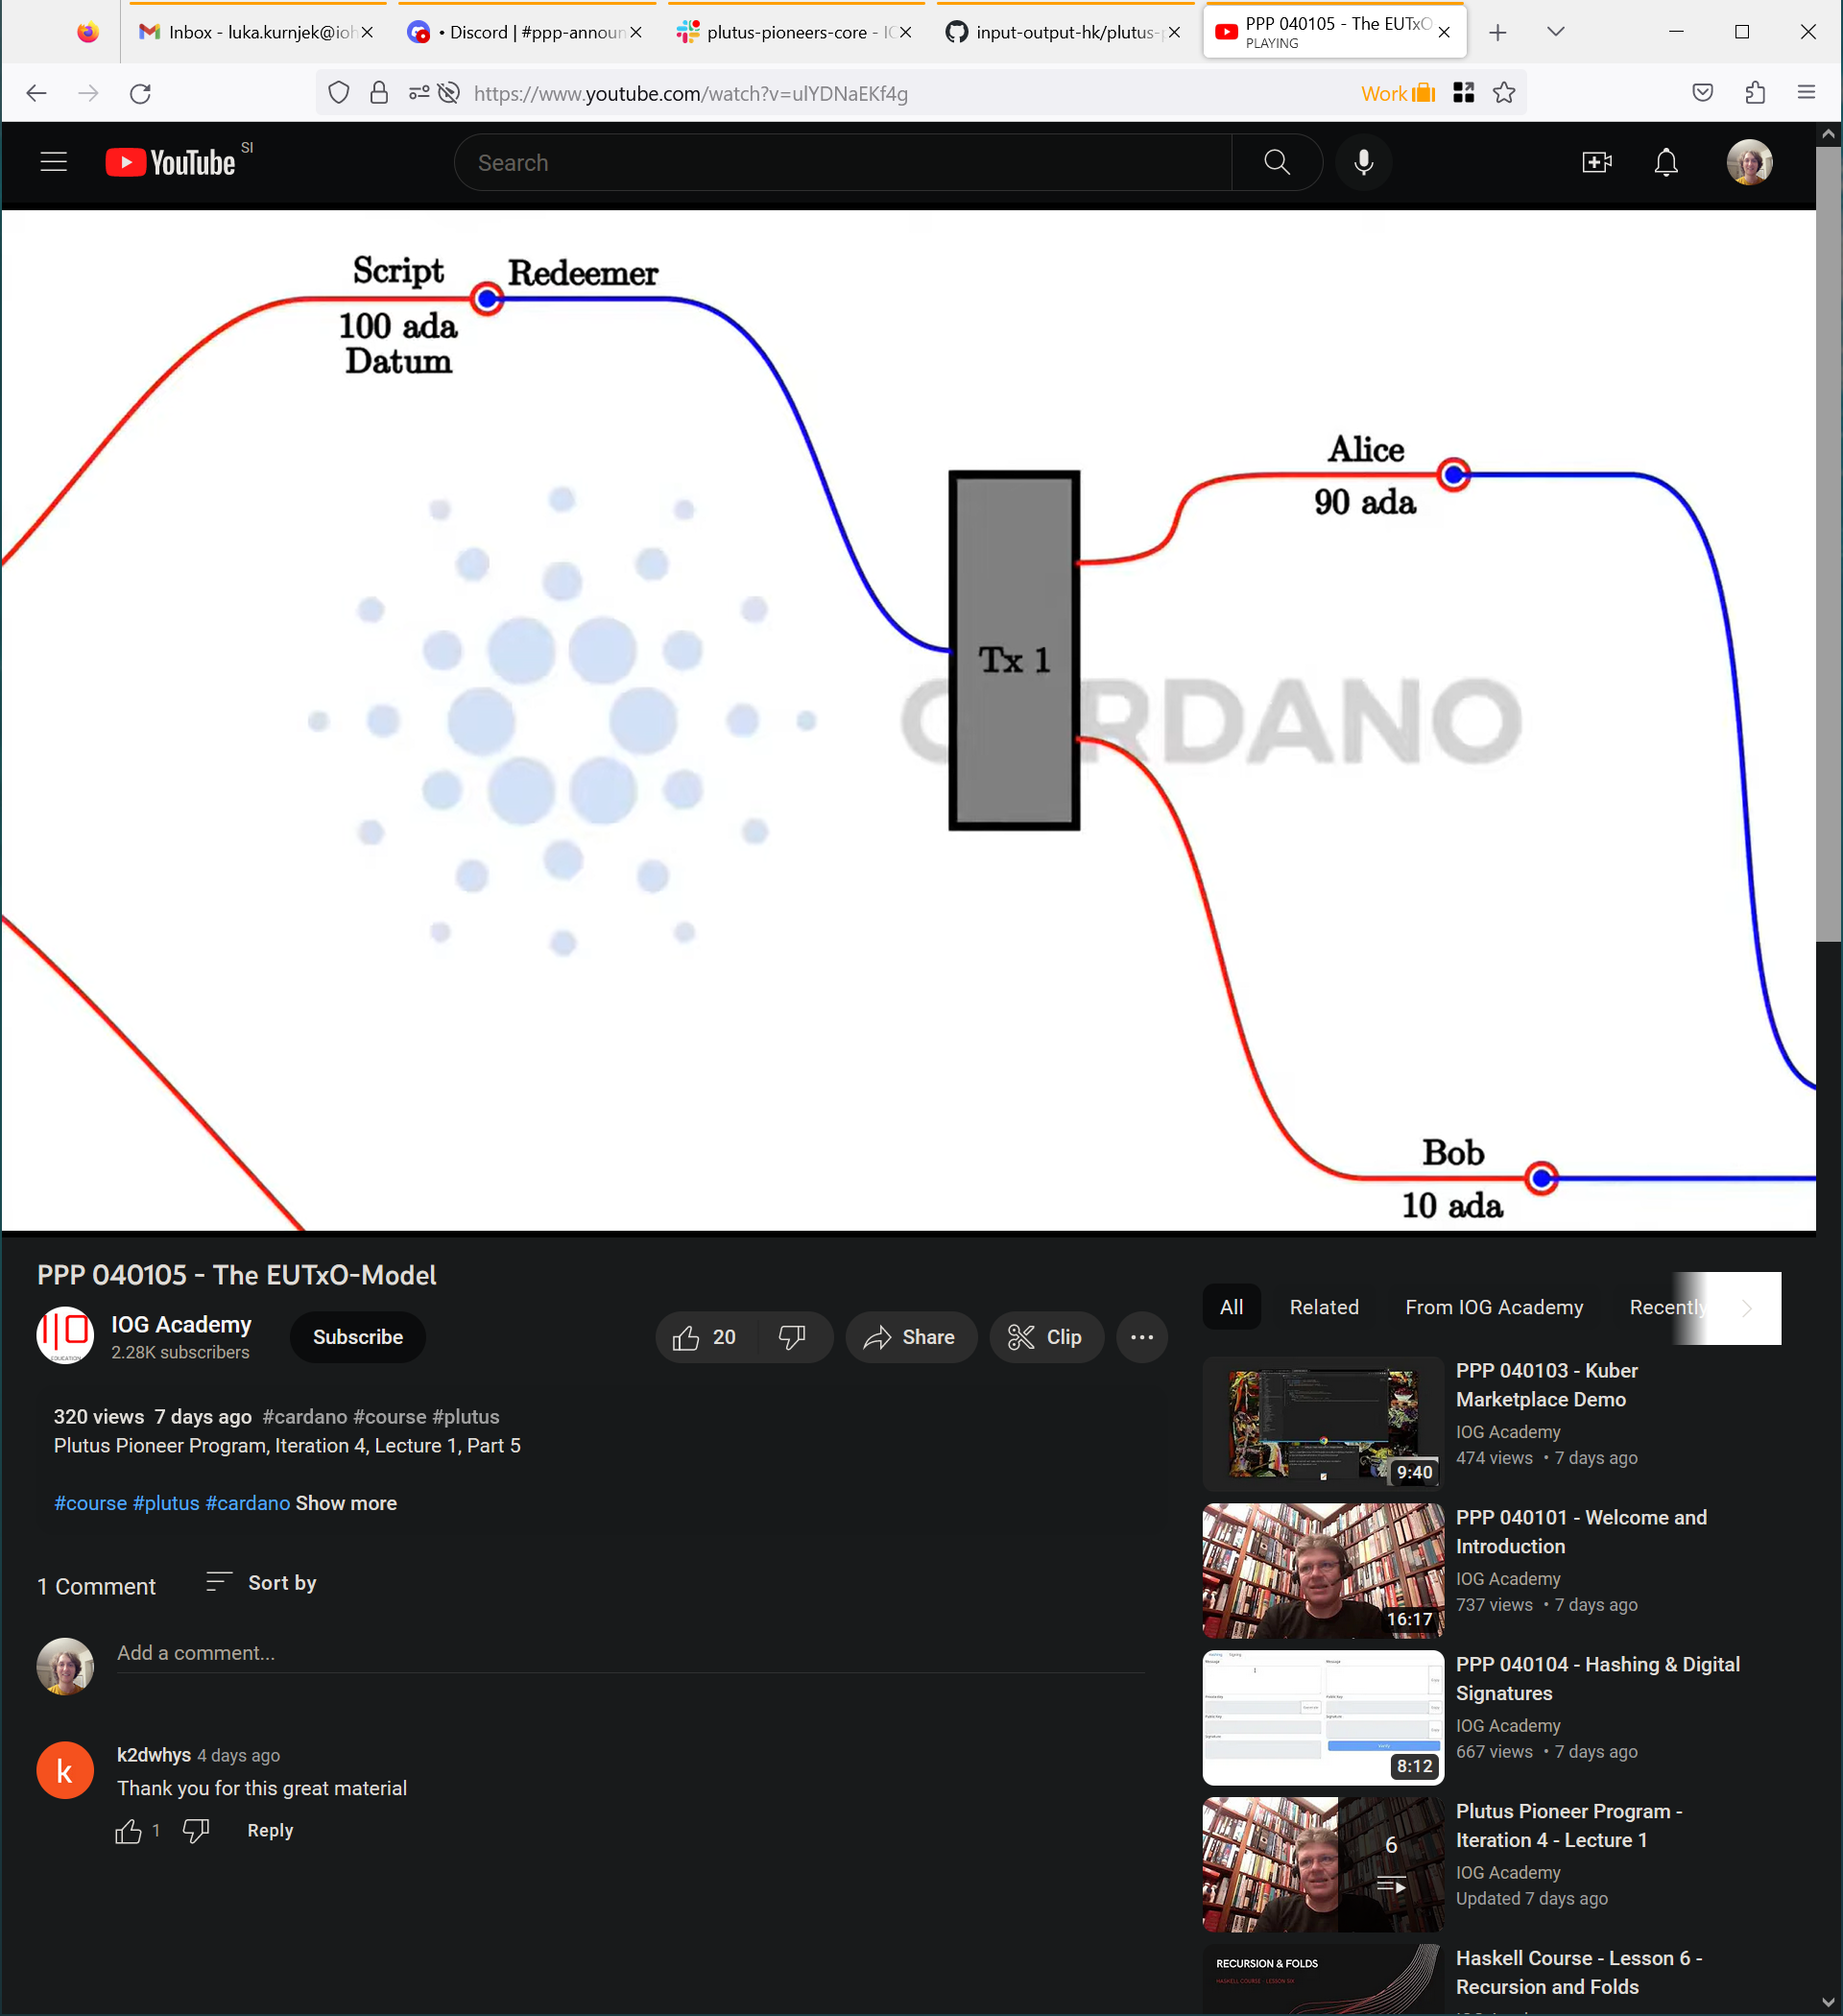 Inbox - luka.kurnjek@ioh
• Discord | #ppp-announ
plutus-pioneers-core - IO
input-output-hk/plutus-p
PPP 040105 - The EUTxO
PLAYING
https://www.youtube.com/watch?v=ulYDNaEKf4g
Work
YouTube SI
Search
Script
Redeemer
100 ada
Datum
Alice
90 ada
Tx 1
CARDANO
Bob
10 ada
PPP 040105 - The EUTxO-Model
IOG Academy
2.28K subscribers
Subscribe
20
Share
Clip
320 views 7 days ago #cardano #course #plutus
Plutus Pioneer Program, Iteration 4, Lecture 1, Part 5
#course #plutus #cardano Show more
1 Comment
Sort by
Add a comment...
k
k2dwhys 4 days ago
Thank you for this great material
1
Reply
All
Related
From IOG Academy
Recently
9:40
PPP 040103 - Kuber
Marketplace Demo
IOG Academy
474 views • 7 days ago
16:17
PPP 040101 - Welcome and
Introduction
IOG Academy
737 views • 7 days ago
8:12
PPP 040104 - Hashing & Digital
Signatures
IOG Academy
667 views • 7 days ago
6
Plutus Pioneer Program -
Iteration 4 - Lecture 1
IOG Academy
Updated 7 days ago
RECURSION & FOLDS
HASKELL COURSE - LESSON SIX
Haskell Course - Lesson 6 -
Recursion and Folds